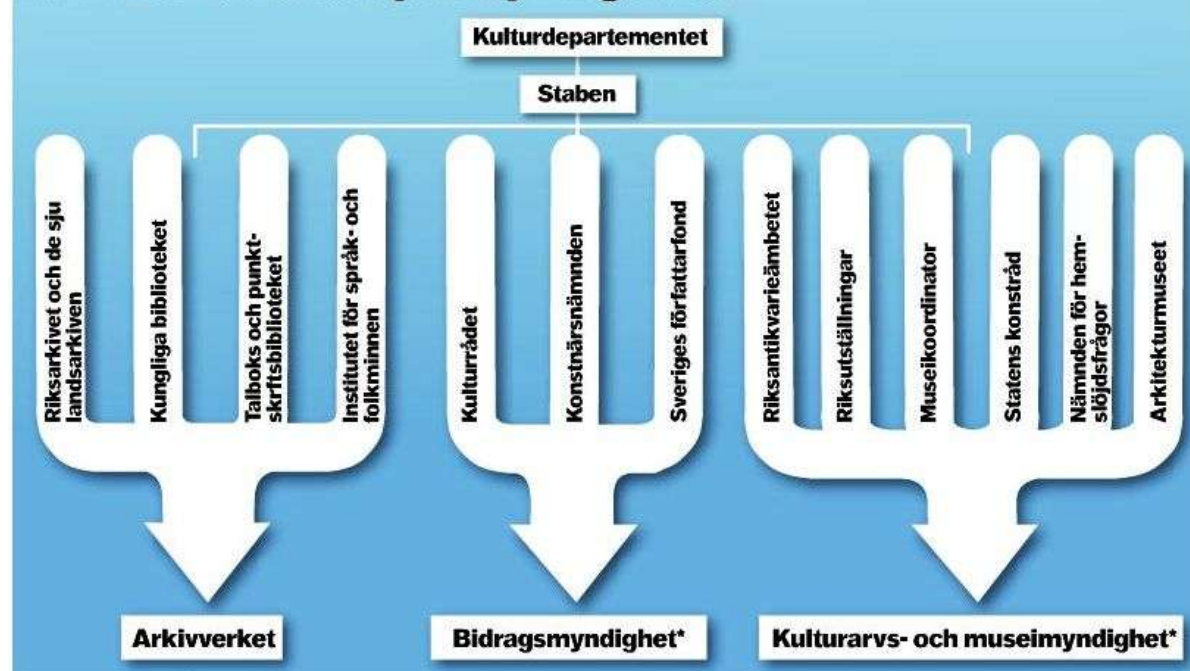 Kulturdepartementet
Staben
Riksarkivet och de sju
landsarkiven
Kungliga biblioteket
Talboks och punkt-
skrftsbiblioteket
Institutet för språk- och
folkminnen
Kulturrådet
Konstnärsnämnden
Sveriges författarfond
Riksantikvarieämbetet
Riksutställningar
Museikoordinator
Statens konstråd
Nämnden för hem-
slöjdsfrågor
Arkitekturmuseet
Arkivverket
Bidragsmyndighet*
Kulturarvs- och museimyndighet*